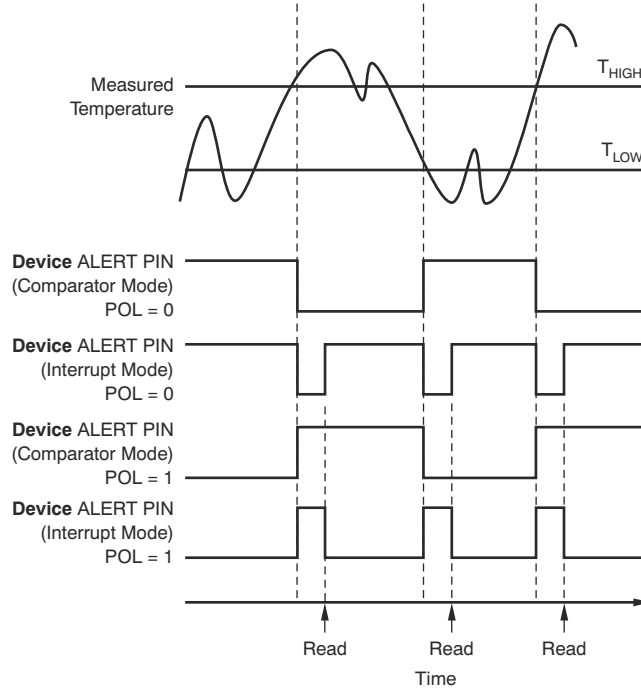 Measured
Temperature
THIGH
TLOW
Device ALERT PIN
(Comparator Mode)
POL = 0
Device ALERT PIN
(Interrupt Mode)
POL = 0
Device ALERT PIN
(Comparator Mode)
POL = 1
Device ALERT PIN
(Interrupt Mode)
POL = 1
Read Read Read
Time